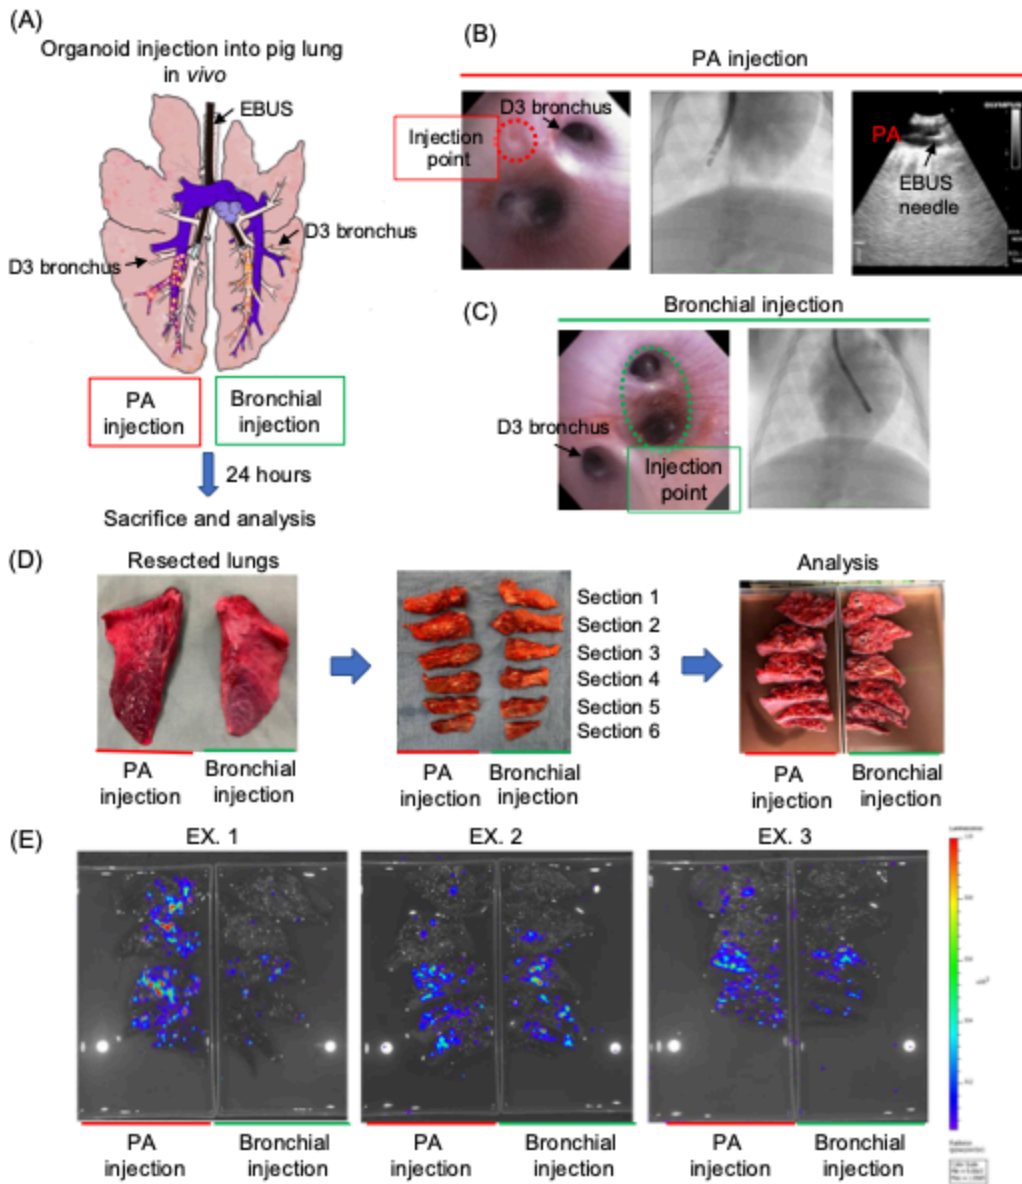 (A)
Organoid injection into pig lung
in vivo
EBUS
D3 bronchus
D3 bronchus
PA
injection
Bronchial
injection
24 hours
Sacrifice and analysis
(B)
PA injection
D3 bronchus
Injection
point
PA
EBUS
needle
(C)
Bronchial injection
D3 bronchus
Injection
point
(D)
Resected lungs
PA
injection
Bronchial
injection
Section 1
Section 2
Section 3
Section 4
Section 5
Section 6
PA
injection
Bronchial
injection
Analysis
PA
injection
Bronchial
injection
(E)
EX. 1
EX. 2
EX. 3
PA
injection
Bronchial
injection
PA
injection
Bronchial
injection
PA
injection
Bronchial
injection
Luminescence